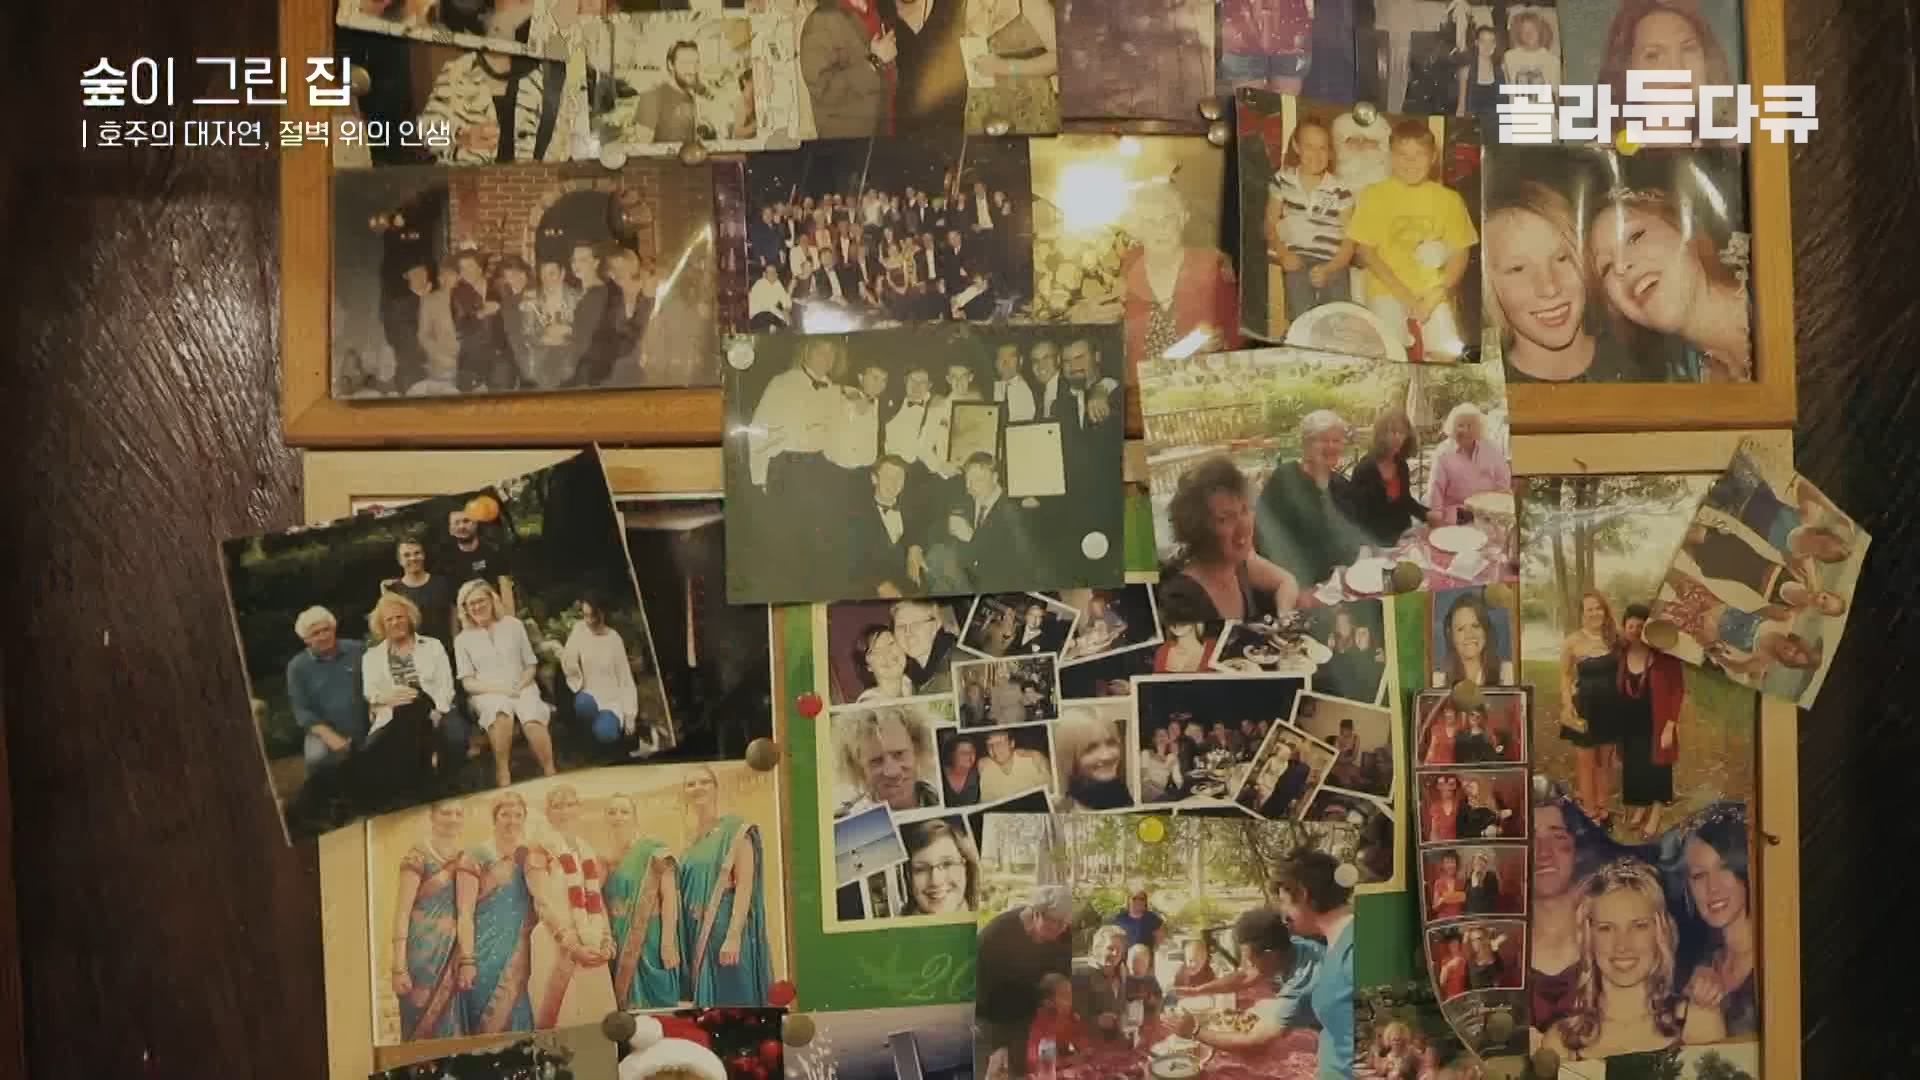 숲이 그린 집
| 호주의 대자연, 절벽 위의 인생
골라듄다큐